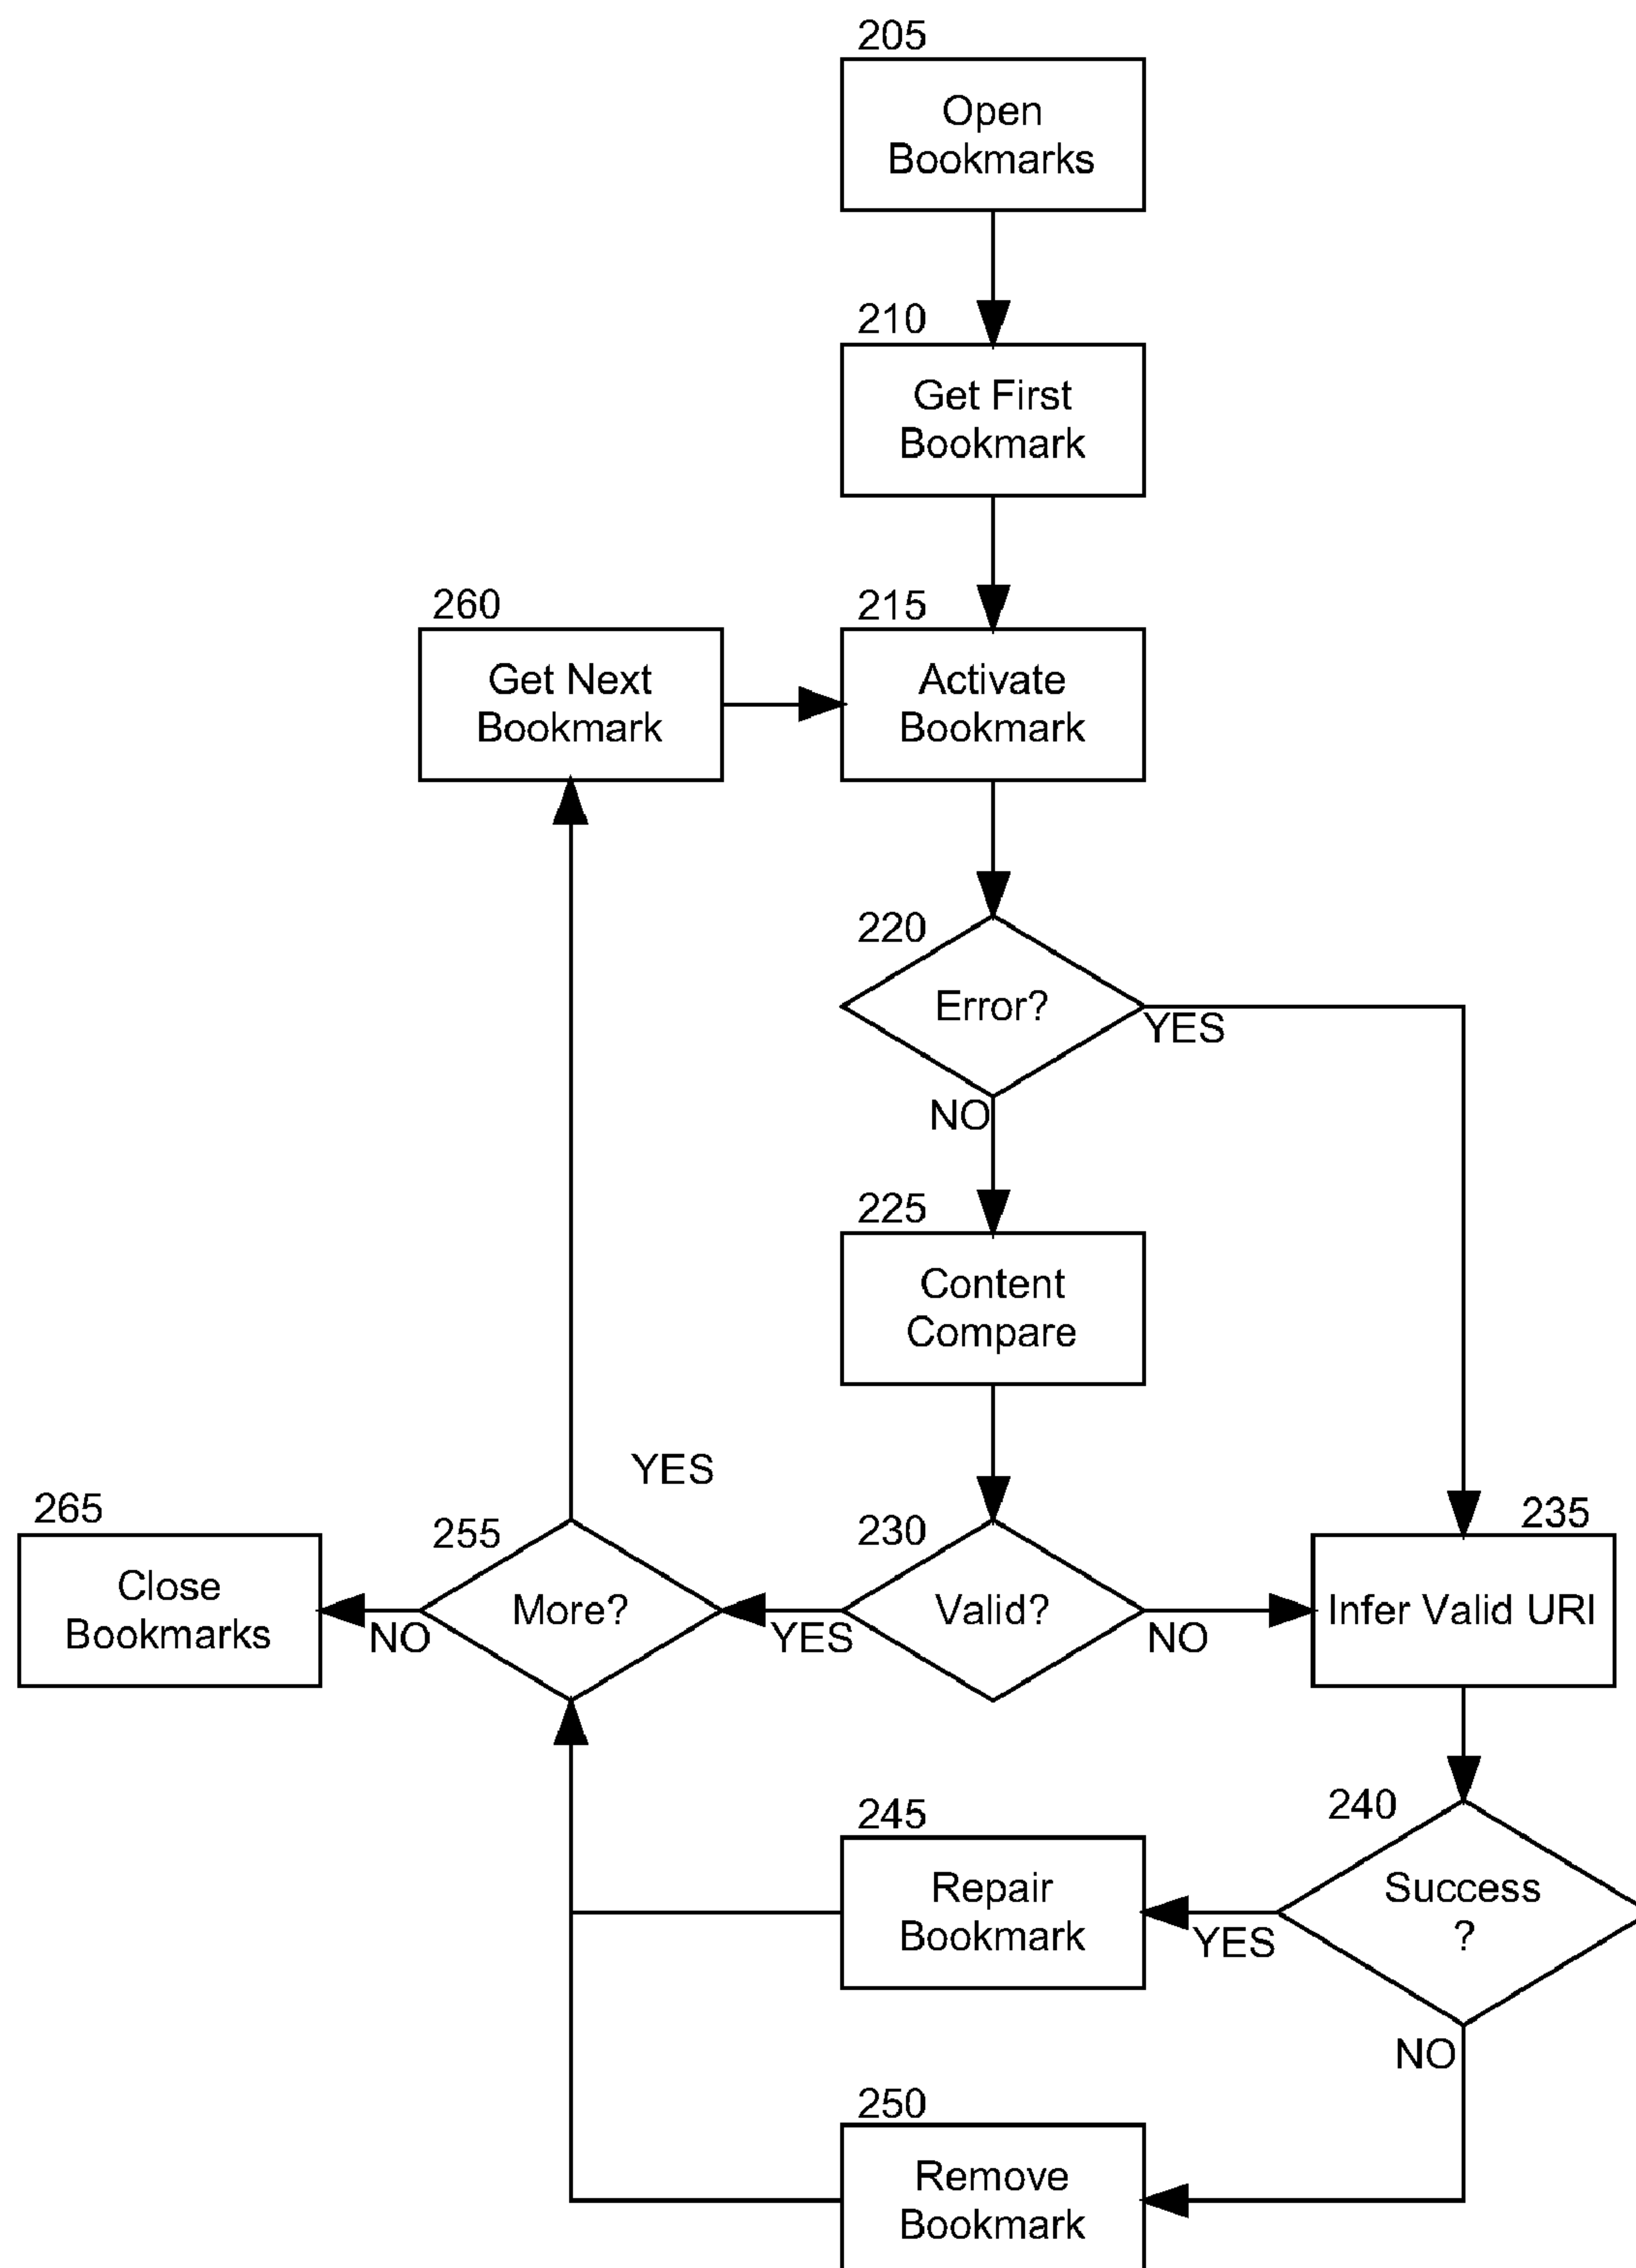 205
Open
Bookmarks
210
Get First
Bookmark
260
Get Next
Bookmark
215
Activate
Bookmark
220
Error?
YES
NO
225
Content
Compare
YES
265
Close
Bookmarks
NO
255
More?
YES
230
Valid?
NO
235
Infer Valid URI
240
Success
?
YES
NO
245
Repair
Bookmark
250
Remove
Bookmark